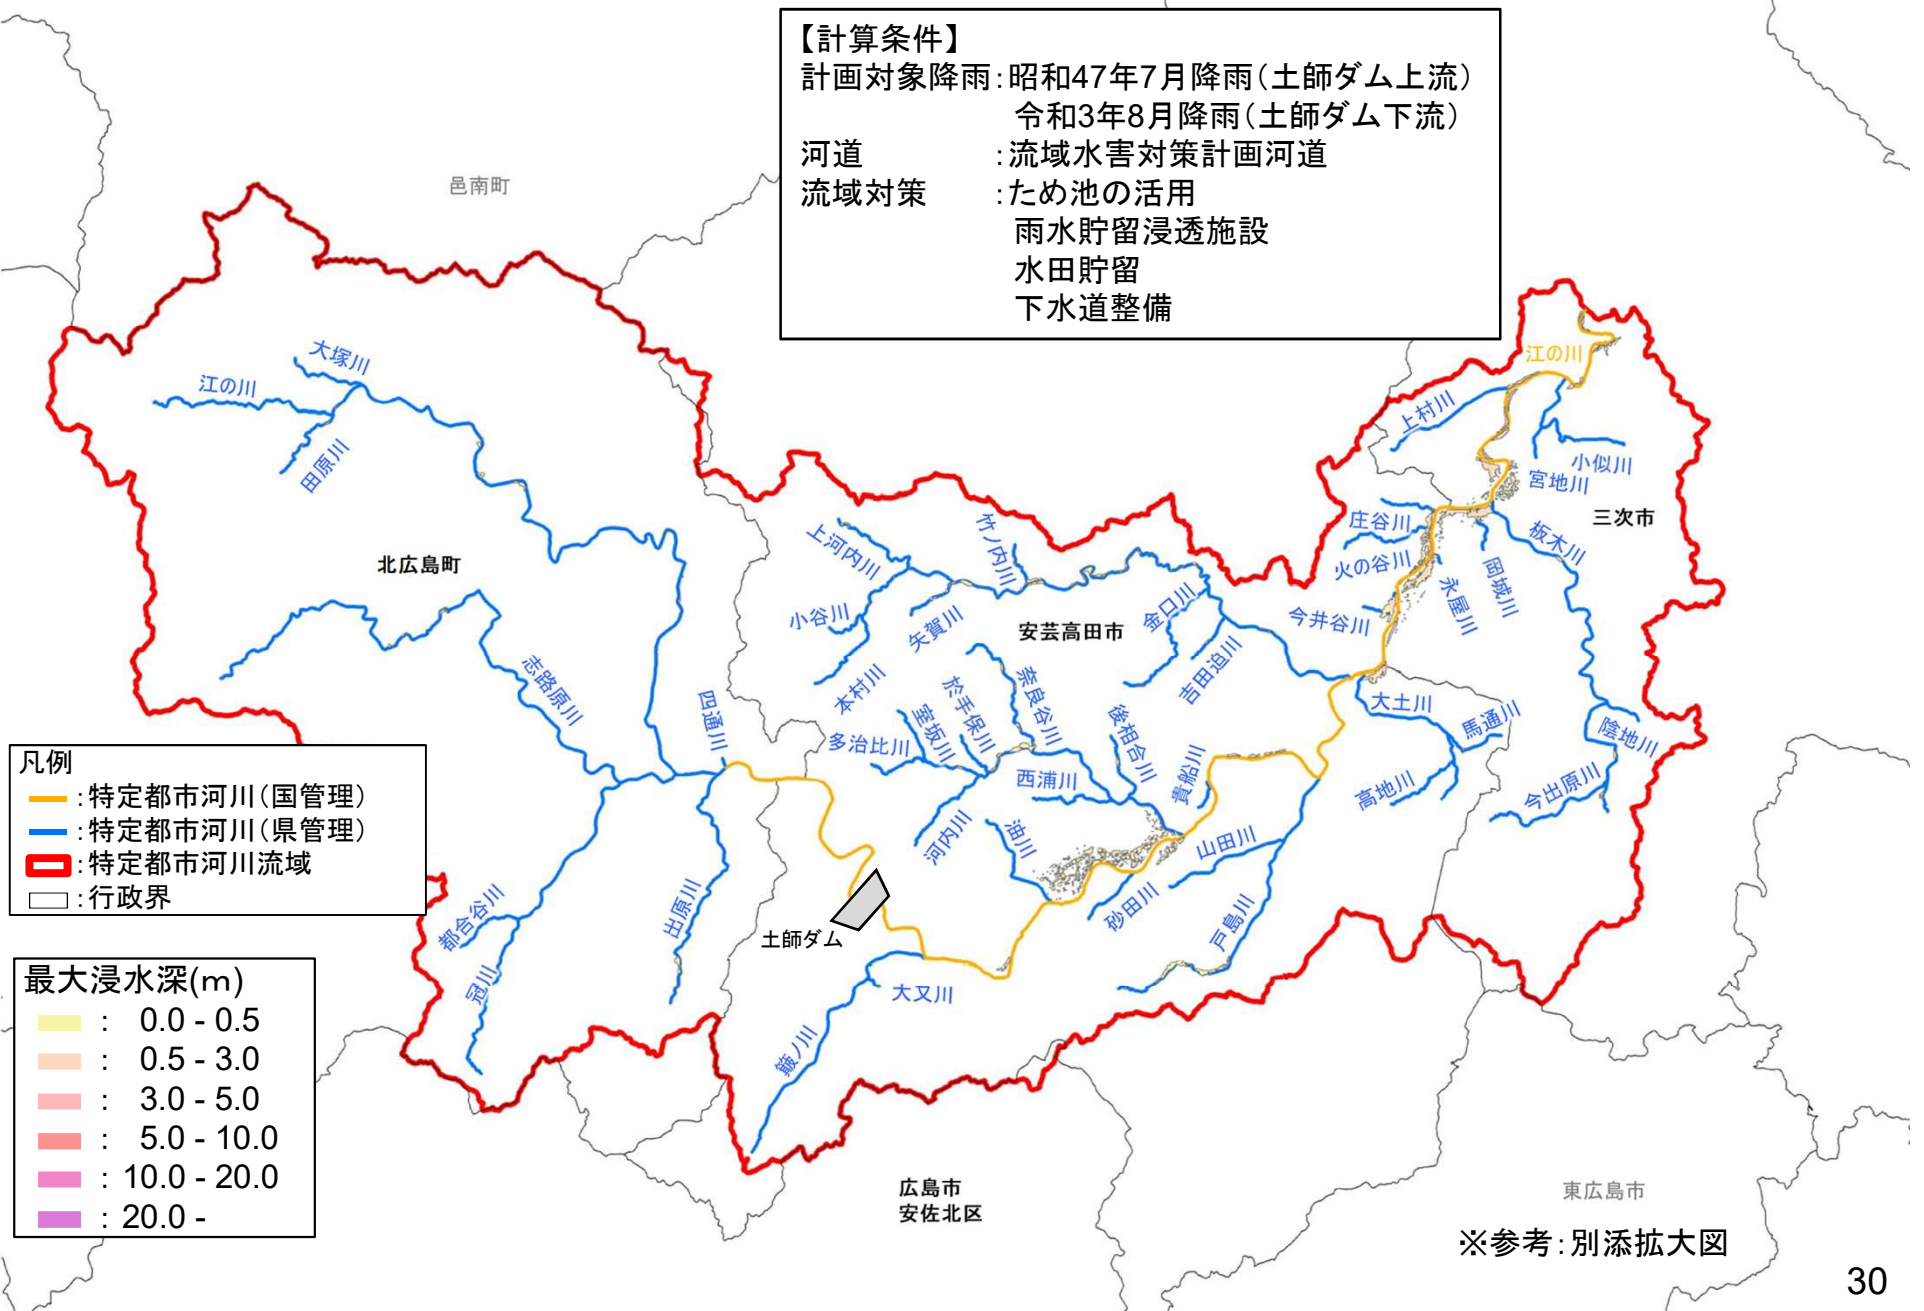 【計算条件】
計画対象降雨：昭和47年7月降雨（土師ダム上流）
令和3年8月降雨（土師ダム下流）
河道　　　　：流域水害対策計画河道
流域対策　　：ため池の活用
雨水貯留浸透施設
水田貯留
下水道整備
邑南町
江の川
大塚川
江の川
田原川
上村川
小似川
宮地川
三次市
庄谷川
板木川
火の谷川
岡城川
永屋川
今井谷川
北広島町
上河内川
竹ノ内川
小谷川
矢賀川
安芸高田市
金口川
吉田迫川
本村川
志路原川
四通川
多治比川
室坂川
於手保川
奈良谷川
後相合川
西浦川
貴船川
大土川
馬通川
陰地川
高地川
今出原川
河内川
油川
山田川
砂田川
戸島川
凡例
：特定都市河川（国管理）
：特定都市河川（県管理）
：特定都市河川流域
：行政界
都合谷川
出原川
土師ダム
冠川
大又川
簸ノ川
最大浸水深(m)
： 0.0 - 0.5
： 0.5 - 3.0
： 3.0 - 5.0
： 5.0 - 10.0
： 10.0 - 20.0
： 20.0 -
広島市
安佐北区
東広島市
※参考：別添拡大図
30